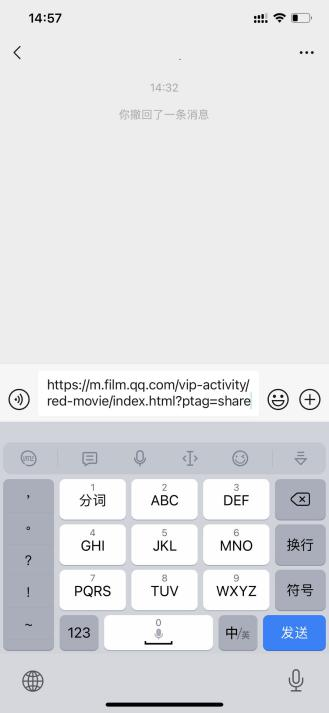 14:57
14:32
你撤回了一条消息
https://m.film.qq.com/vip-activity/
red-movie/index.html?ptag=share
，
1
分词
2
ABC
3
DEF
。
4
GHI
5
JKL
6
MNO
换行
?
7
PQRS
8
TUV
9
WXYZ
符号
!
~
123
0
中/英
发送